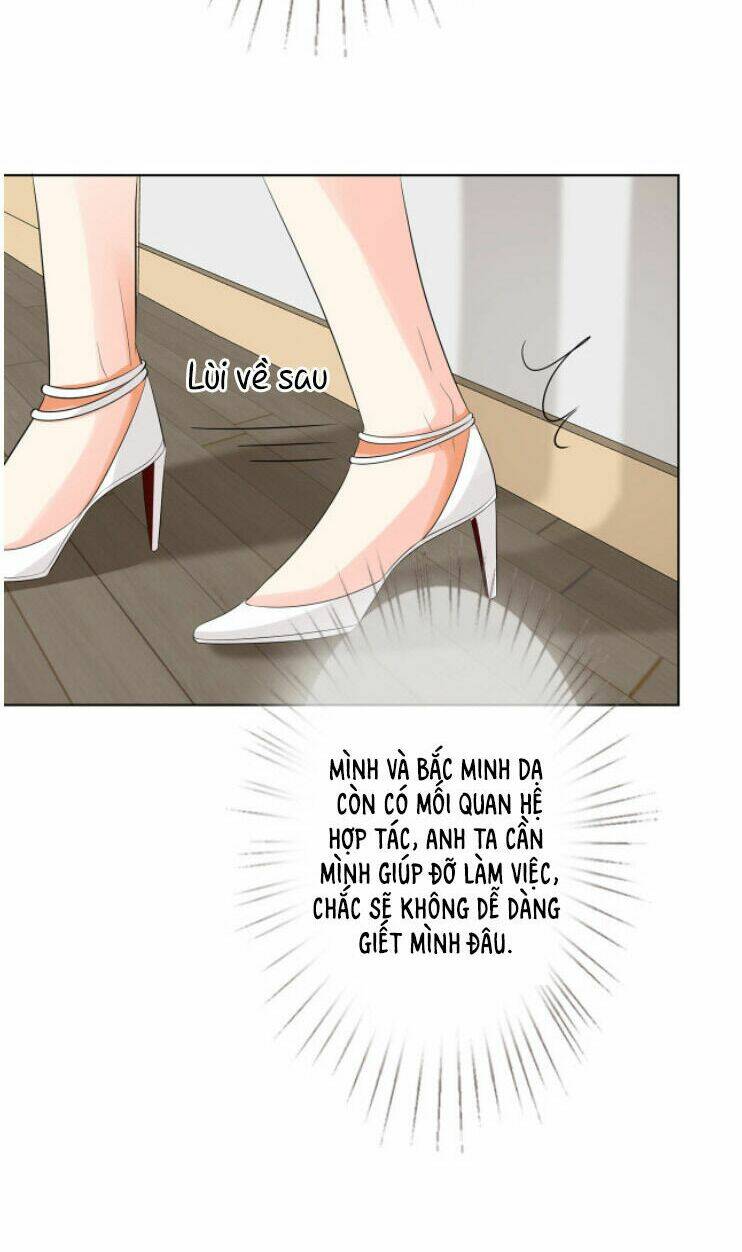 Lùi về sau
MÌNH VÀ BẮC MINH DẠ
CÒN CÓ MỐI QUAN HỆ
HỢP TÁC, ANH TA CẦN
MÌNH GIÚP ĐỠ LÀM VIỆC,
CHẮC SẼ KHÔNG DỄ DÀNG
GIẾT MÌNH ĐÂU.